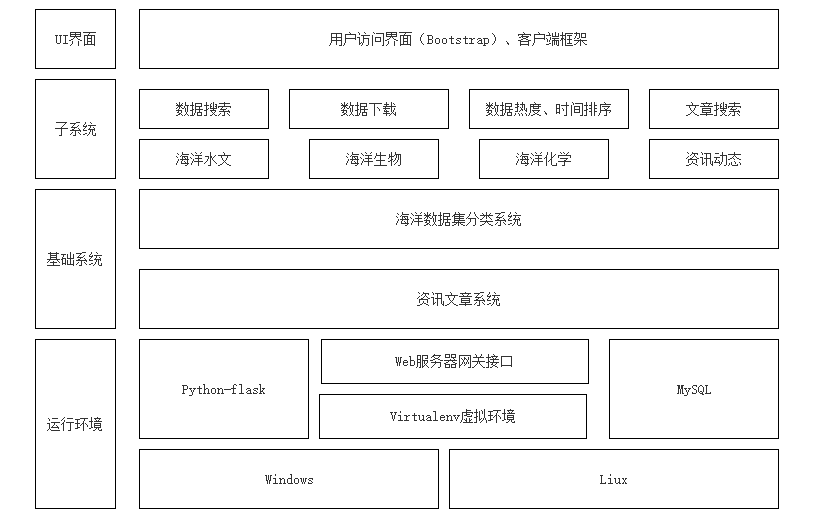 UI界面
用户访问界面（Bootstrap）、客户端框架
子系统
数据搜索
数据下载
数据热度、时间排序
文章搜索
海洋水文
海洋生物
海洋化学
资讯动态
基础系统
海洋数据集分类系统
资讯文章系统
运行环境
Python-flask
Web服务器网关接口
Virtualenv虚拟环境
MySQL
Windows
Liux